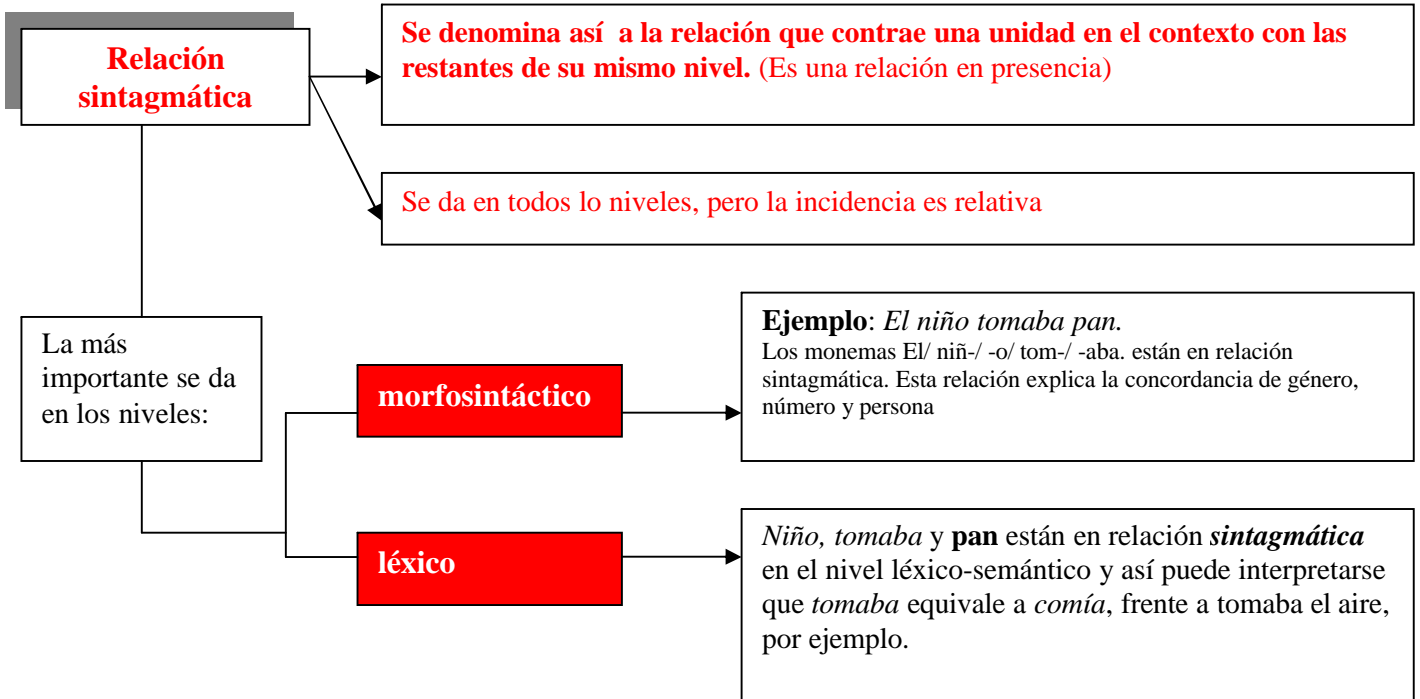 Relación
sintagmática
Se denomina así a la relación que contrae una unidad en el contexto con las
restantes de su mismo nivel. (Es una relación en presencia)
Se da en todos lo niveles, pero la incidencia es relativa
La más
importante se da
en los niveles:
morfosintáctico
Ejemplo: El niño tomaba pan.
Los monemas El/ niñ-/ -o/ tom-/ -aba. están en relación
sintagmática. Esta relación explica la concordancia de género,
número y persona
léxico
Niño, tomaba y pan están en relación sintagmática
en el nivel léxico-semántico y así puede interpretarse
que tomaba equivale a comía, frente a tomaba el aire,
por ejemplo.